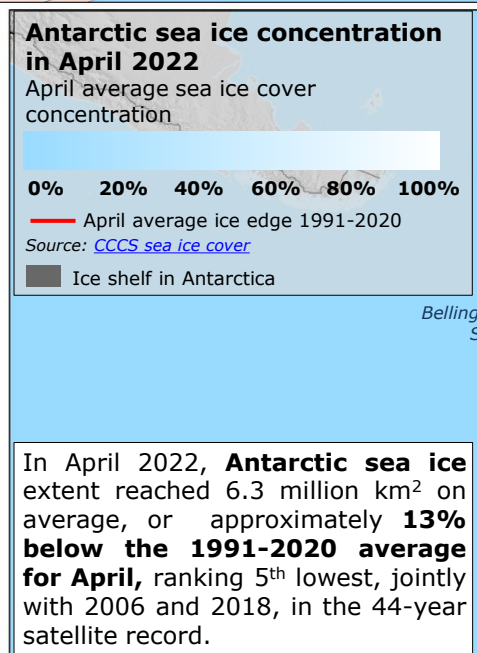 Antarctic sea ice concentration
in April 2022
April average sea ice cover
concentration
0% 20% 40% 60% 80% 100%
April average ice edge 1991-2020
Source: CCCS sea ice cover
Ice shelf in Antarctica
Belling
S
In April 2022, Antarctic sea ice
extent reached 6.3 million km² on
average, or approximately 13%
below the 1991-2020 average
for April, ranking 5th lowest, jointly
with 2006 and 2018, in the 44-year
satellite record.